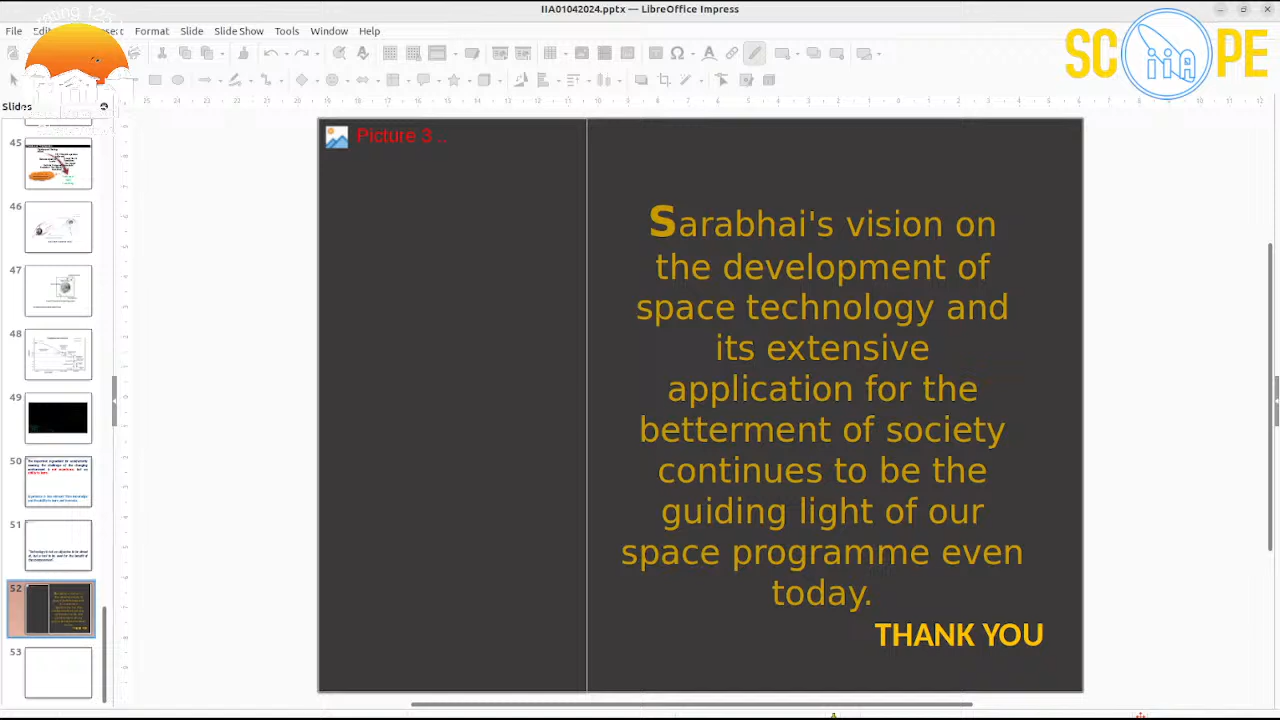 IIA01042024.pptx — LibreOffice Impress
File
Format
Slide
Slide Show
Tools
Window
Help
SC
iiA
PE
Slides
45
46
47
48
49
50
51
52
53
Picture 3 ..
Sarabhai's vision on
the development of
space technology and
its extensive
application for the
betterment of society
continues to be the
guiding light of our
space programme even
today.
THANK YOU